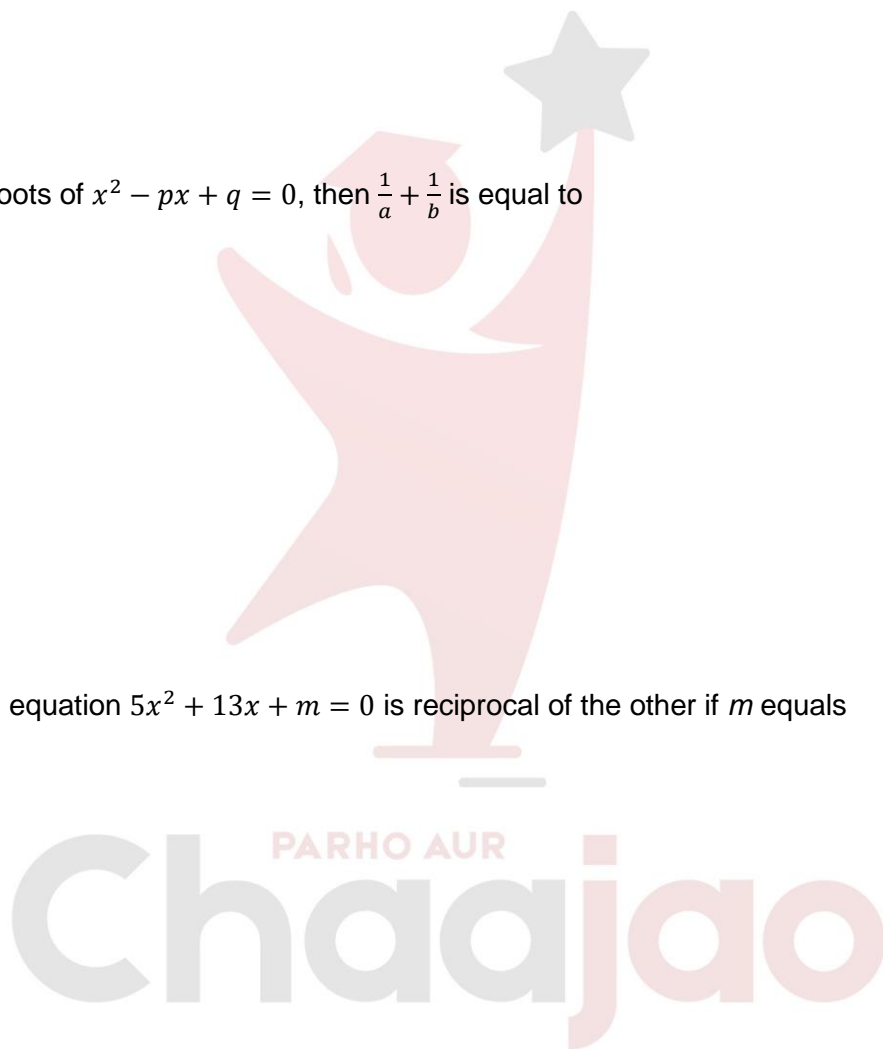 oots of 𝑥² − 𝑝𝑥 + 𝑞 = 0, then 1/𝑎 + 1/𝑏 is equal to
equation 5𝑥² + 13𝑥 + 𝑚 = 0 is reciprocal of the other if m equals
PARHO AUR
Chaajao